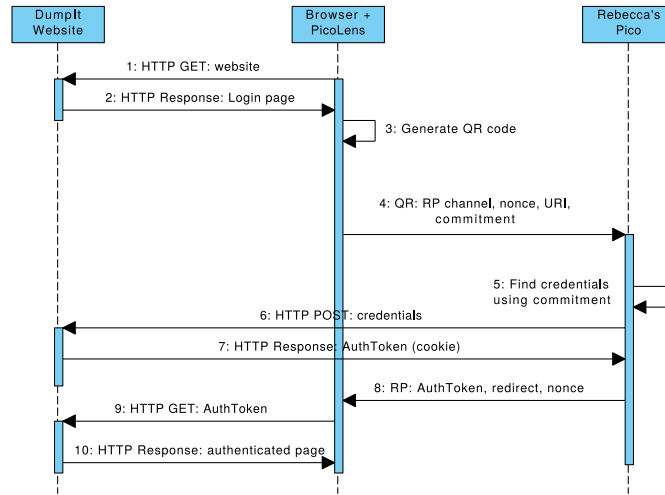 DumpIt
Website
Browser +
PicoLens
Rebecca's
Pico
1: HTTP GET: website
2: HTTP Response: Login page
3: Generate QR code
4: QR: RP channel, nonce, URI,
commitment
5: Find credentials
using commitment
6: HTTP POST: credentials
7: HTTP Response: AuthToken (cookie)
8: RP: AuthToken, redirect, nonce
9: HTTP GET: AuthToken
10: HTTP Response: authenticated page